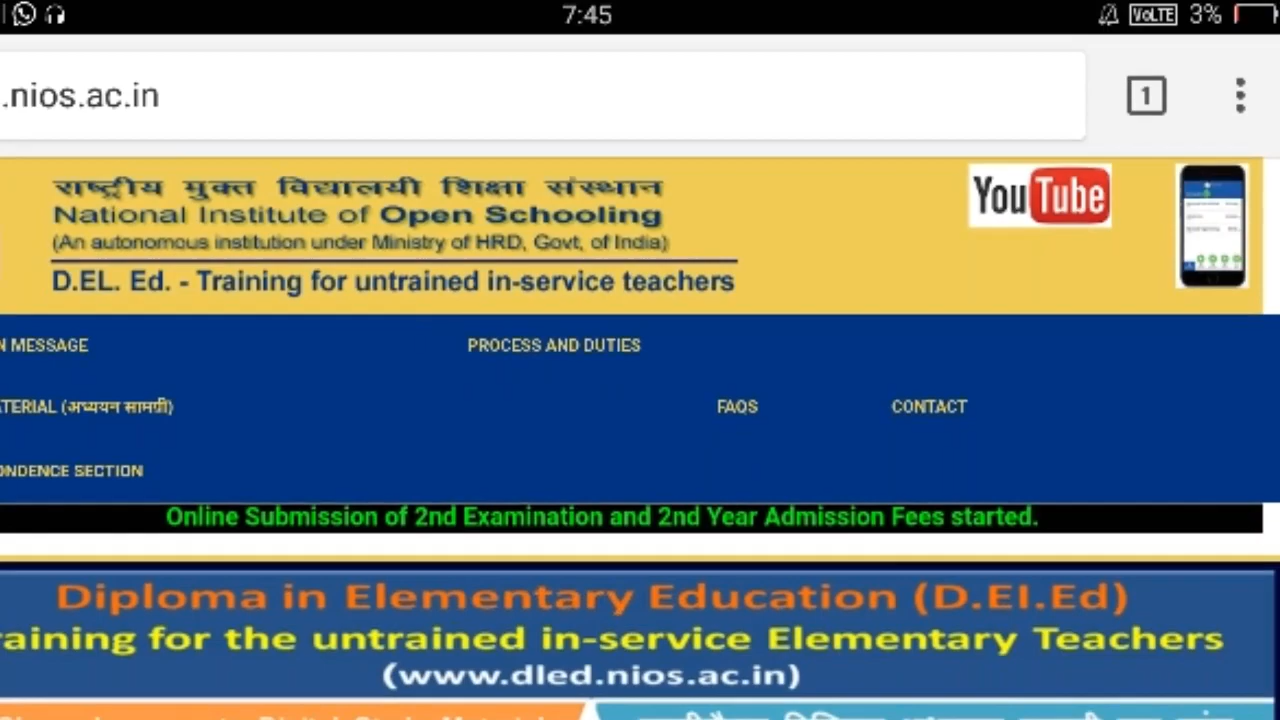 7:45 VoLTE 3%
.nios.ac.in 1
राष्ट्रीय मुक्त विद्यालयी शिक्षा संस्थान
National Institute of Open Schooling
(An autonomous institution under Ministry of HRD, Govt, of India)
D.EL. Ed. - Training for untrained in-service teachers
YouTube
N MESSAGE PROCESS AND DUTIES
ATERIAL (अध्ययन सामग्री) FAQS CONTACT
ONDENCE SECTION
Online Submission of 2nd Examination and 2nd Year Admission Fees started.
Diploma in Elementary Education (D.El.Ed)
raining for the untrained in-service Elementary Teachers
(www.dled.nios.ac.in)